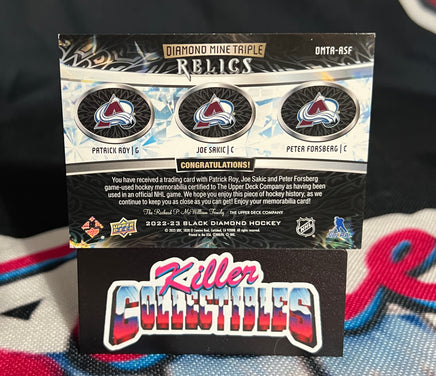 DIAMOND MINE TRIPLE
DMTR-RSF
RELICS
PATRICK ROY | G
JOE SAKIC | C
PETER FORSBERG | C
CONGRATULATIONS!
You have received a trading card with Patrick Roy, Joe Sakic and Peter Forsberg
game-used hockey memorabilia certified to The Upper Deck Company as having been
used in an official NHL game. We hope you enjoy this piece of hockey history, as we
continue to keep you as close as you can get! Enjoy your memorabilia card!
The Richard P. McWilliam Family - THE UPPER DECK COMPANY
2022-23 BLACK DIAMOND HOCKEY
UPPER DECK
NHL
Killer
COLLECTIBLES